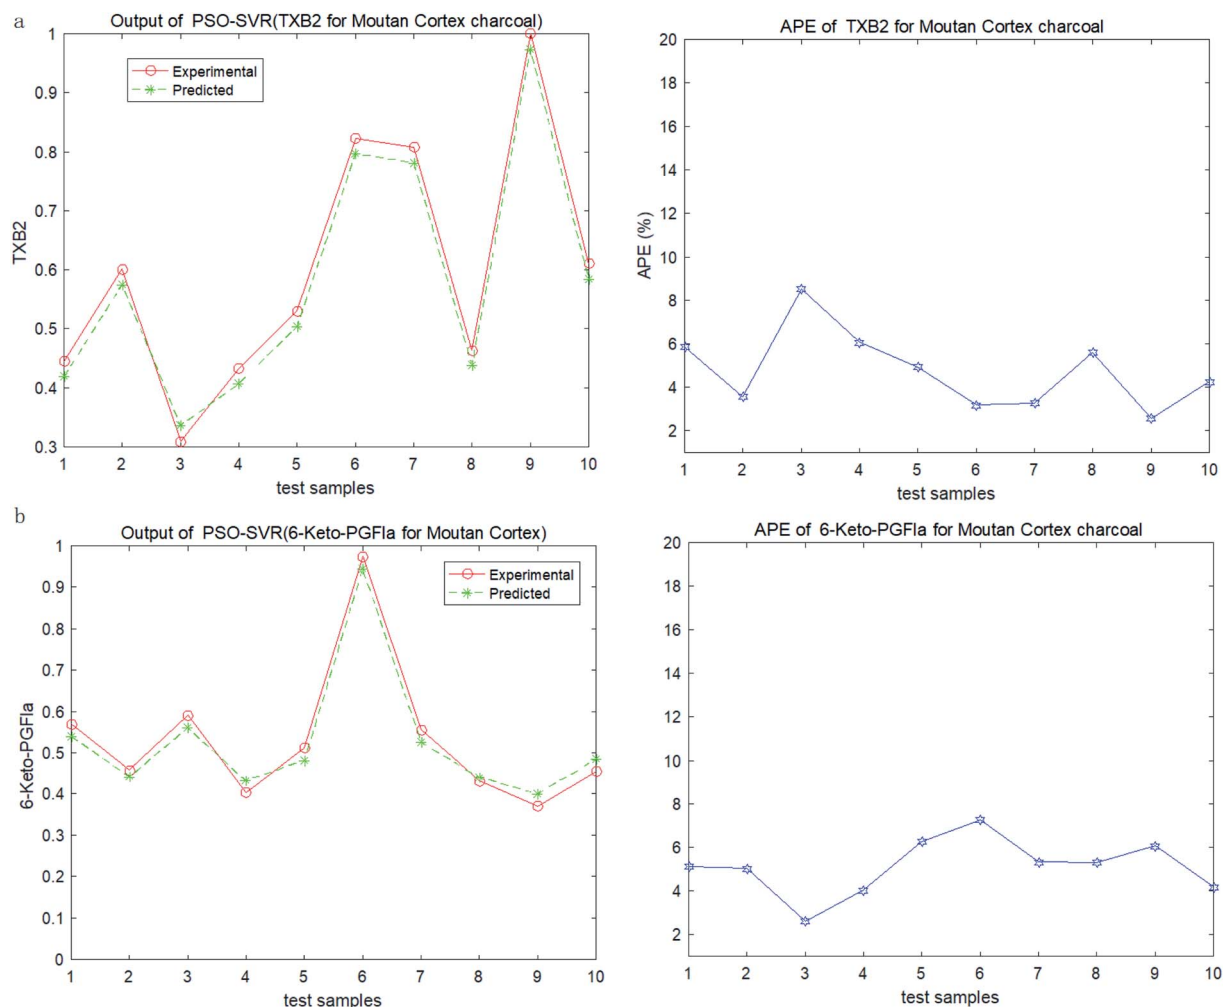 a
Output of PSO-SVR(TXB2 for Moutan Cortex charcoal)
1
0.9
0.8
0.7
0.6
0.5
0.4
0.3
TXB2
Experimental
Predicted
1 2 3 4 5 6 7 8 9 10
test samples
APE of TXB2 for Moutan Cortex charcoal
20
18
16
14
12
10
8
6
4
2
APE (%)
1 2 3 4 5 6 7 8 9 10
test samples
b
Output of PSO-SVR(6-Keto-PGFla for Moutan Cortex)
1
0.9
0.8
0.7
0.6
0.5
0.4
0.3
0.2
0.1
0
6-Keto-PGFla
Experimental
Predicted
1 2 3 4 5 6 7 8 9 10
test samples
APE of 6-Keto-PGFla for Moutan Cortex charcoal
20
18
16
14
12
10
8
6
4
2
1 2 3 4 5 6 7 8 9 10
test samples